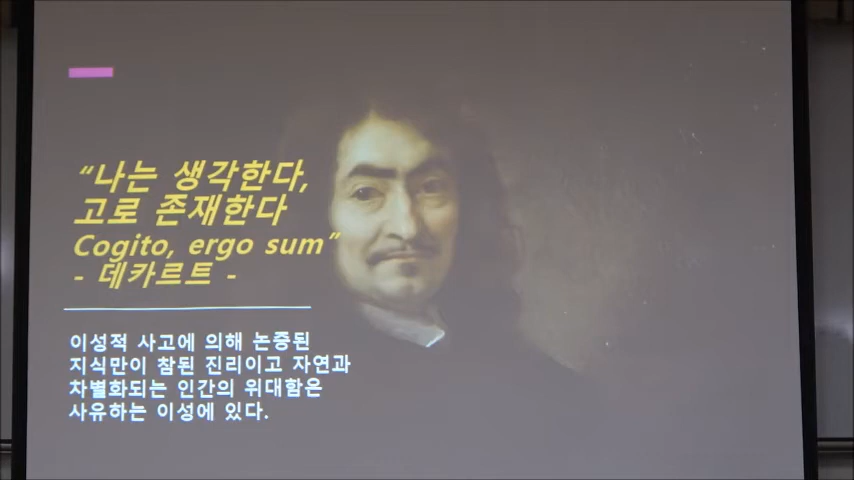 “나는 생각한다,
고로 존재한다
Cogito, ergo sum”
- 데카르트 -
이성적 사고에 의해 논증된
지식만이 참된 진리이고 자연과
차별화되는 인간의 위대함은
사유하는 이성에 있다.